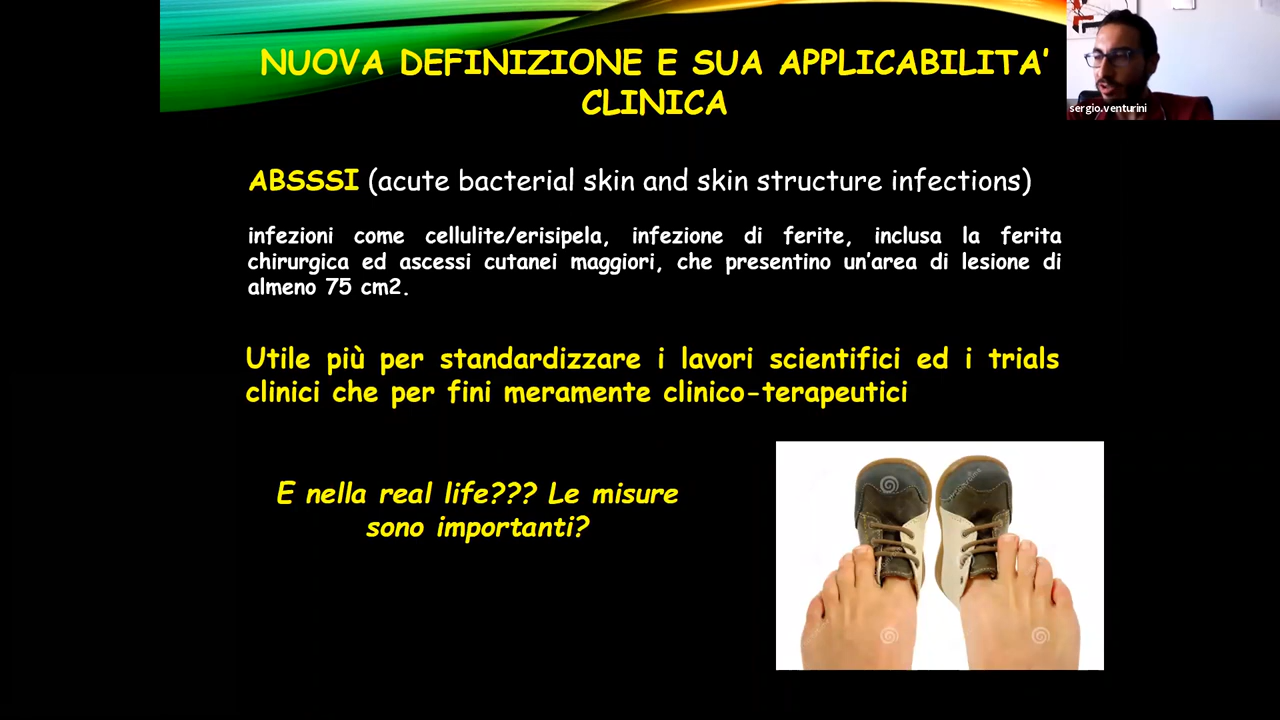 NUOVA DEFINIZIONE E SUA APPLICABILITA'
CLINICA
sergio.venturini
ABSSSI (acute bacterial skin and skin structure infections)
infezioni come cellulite/erisipela, infezione di ferite, inclusa la ferita
chirurgica ed ascessi cutanei maggiori, che presentino un'area di lesione di
almeno 75 cm2.
Utile più per standardizzare i lavori scientifici ed i trials
clinici che per fini meramente clinico-terapeutici
E nella real life??? Le misure
sono importanti?